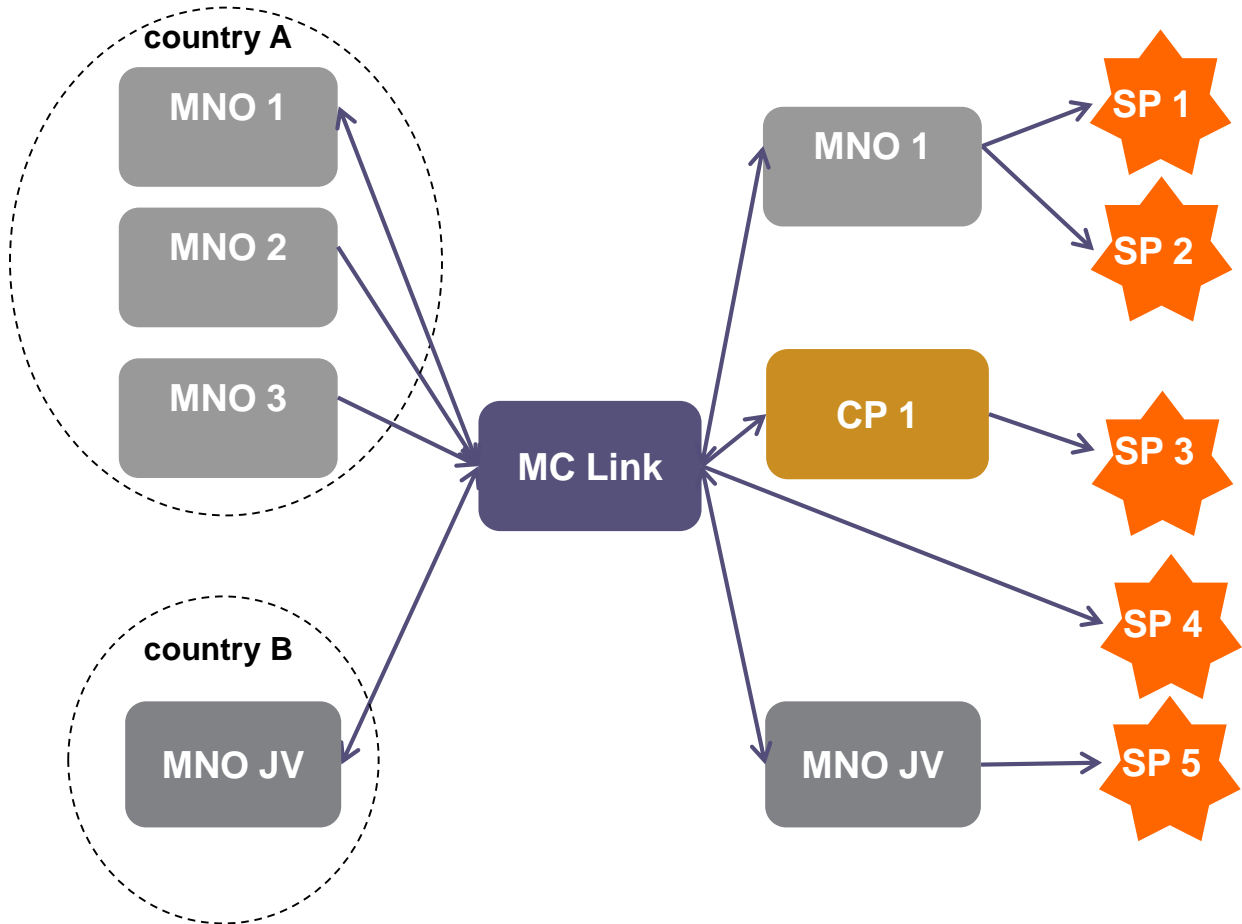 country A
MNO 1
MNO 2
MNO 3
country B
MNO JV
MC Link
MNO 1
CP 1
MNO JV
SP 1
SP 2
SP 3
SP 4
SP 5